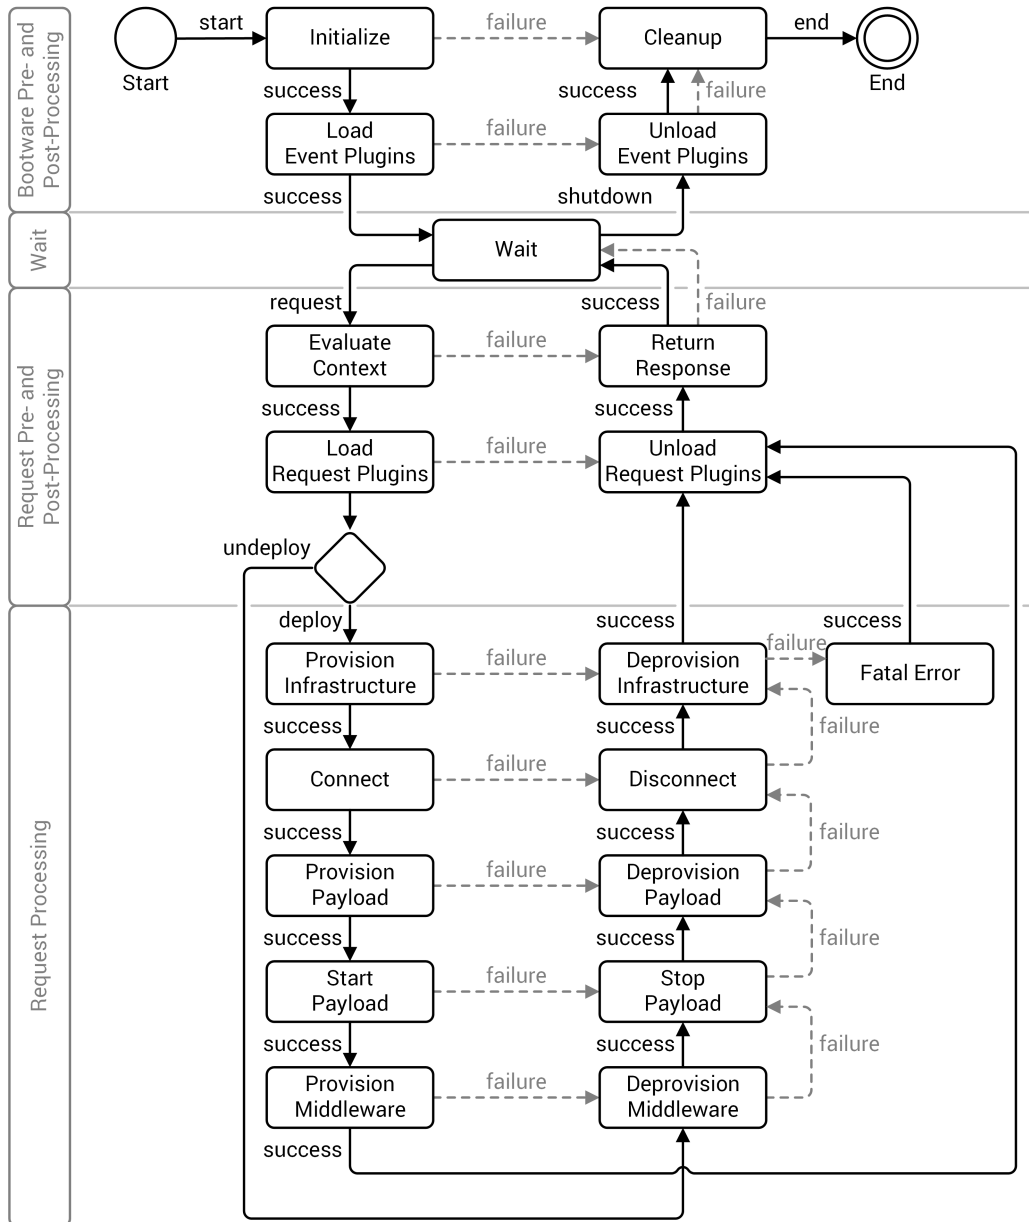 Bootware Pre- and
Post-Processing
start
Start
Initialize
failure
Cleanup
end
End
success
success
failure
Load
Event Plugins
failure
Unload
Event Plugins
success
shutdown
Wait
Wait
request
success
failure
Request Pre- and
Post-Processing
Evaluate
Context
failure
Return
Response
success
success
Load
Request Plugins
failure
Unload
Request Plugins
undeploy
Request Processing
deploy
success
success
Provision
Infrastructure
failure
Deprovision
Infrastructure
failure
Fatal Error
success
success
failure
Connect
failure
Disconnect
success
success
failure
Provision
Payload
failure
Deprovision
Payload
success
success
failure
Start
Payload
failure
Stop
Payload
success
success
failure
Provision
Middleware
failure
Deprovision
Middleware
success